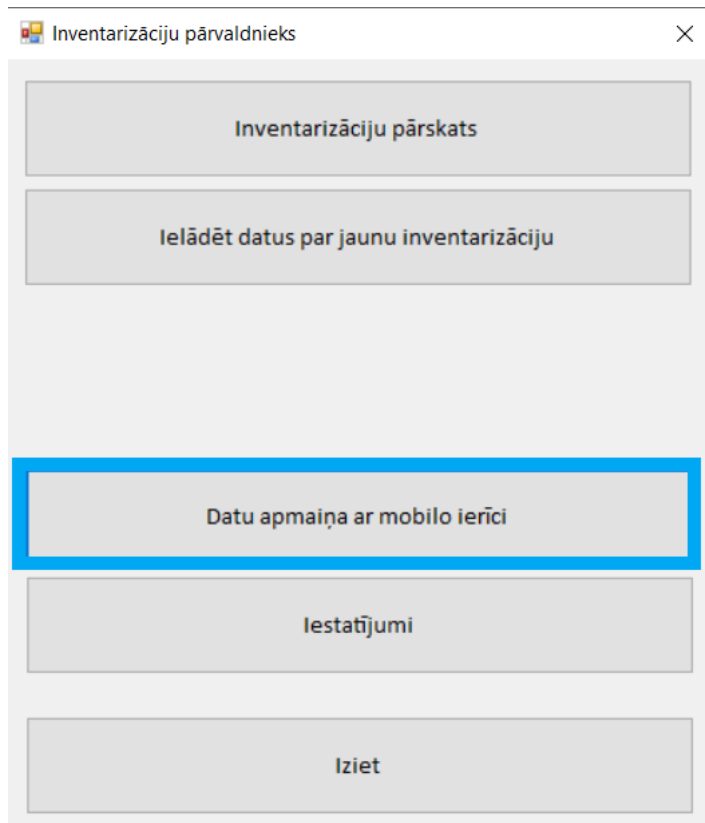 Inventarizāciju pārvaldnieks
Inventarizāciju pārskats
Ielādēt datus par jaunu inventarizāciju
Datu apmaiņa ar mobilo ierīci
Iestatījumi
Iziet